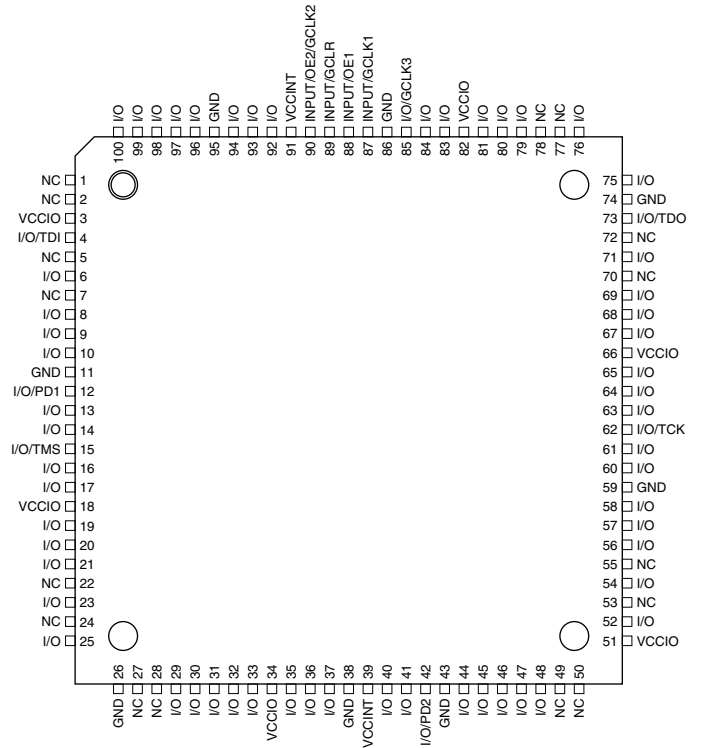 I/O 100
I/O 99
I/O 98
I/O 97
I/O 96
GND 95
I/O 94
I/O 93
I/O 92
VCCINT 91
INPUT/OE2/GCLK2 90
INPUT/GCLR 89
INPUT/OE1 88
INPUT/GCLK1 87
GND 86
I/O/GCLK3 85
I/O 84
I/O 83
VCCIO 82
I/O 81
I/O 80
I/O 79
NC 78
NC 77
I/O 76
NC 1
NC 2
VCCIO 3
I/O/TDI 4
NC 5
I/O 6
NC 7
I/O 8
I/O 9
I/O 10
GND 11
I/O/PD1 12
I/O 13
I/O 14
I/O/TMS 15
I/O 16
I/O 17
VCCIO 18
I/O 19
I/O 20
I/O 21
NC 22
I/O 23
NC 24
I/O 25
75 I/O
74 GND
73 I/O/TDO
72 NC
71 I/O
70 NC
69 I/O
68 I/O
67 I/O
66 VCCIO
65 I/O
64 I/O
63 I/O
62 I/O/TCK
61 I/O
60 I/O
59 GND
58 I/O
57 I/O
56 I/O
55 NC
54 I/O
53 NC
52 I/O
51 VCCIO
GND 26
NC 27
NC 28
I/O 29
I/O 30
I/O 31
I/O 32
I/O 33
VCCIO 34
I/O 35
I/O 36
I/O 37
GND 38
VCCINT 39
I/O 40
I/O 41
I/O/PD2 42
GND 43
I/O 44
I/O 45
I/O 46
I/O 47
I/O 48
NC 49
NC 50